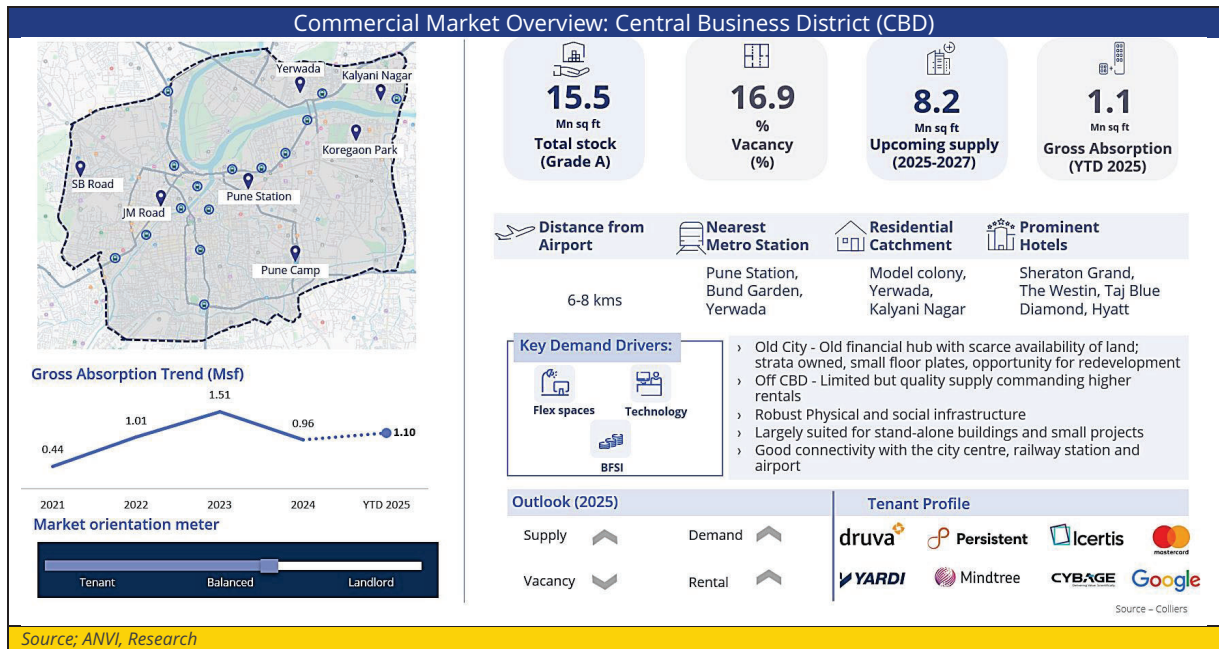 Commercial Market Overview: Central Business District (CBD)
Yerwada
Kalyani Nagar
Koregaon Park
SB Road
Pune Station
JM Road
Pune Camp
Gross Absorption Trend (Msf)
0.44
1.01
1.51
0.96
1.10
2021
2022
2023
2024
YTD 2025
Market orientation meter
Tenant
Balanced
Landlord
15.5
Mn sq ft
Total stock
(Grade A)
16.9
%
Vacancy
(%)
8.2
Mn sq ft
Upcoming supply
(2025-2027)
1.1
Mn sq ft
Gross Absorption
(YTD 2025)
Distance from
Airport
6-8 kms
Nearest
Metro Station
Pune Station,
Bund Garden,
Yerwada
Residential
Catchment
Model colony,
Yerwada,
Kalyani Nagar
Prominent
Hotels
Sheraton Grand,
The Westin, Taj Blue
Diamond, Hyatt
Key Demand Drivers:
Flex spaces
Technology
BFSI
› Old City - Old financial hub with scarce availability of land;
strata owned, small floor plates, opportunity for redevelopment
› Off CBD - Limited but quality supply commanding higher
rentals
› Robust Physical and social infrastructure
› Largely suited for stand-alone buildings and small projects
› Good connectivity with the city centre, railway station and
airport
Outlook (2025)
Supply
Demand
Vacancy
Rental
Tenant Profile
druva
Persistent
Icertis
mastercard
YARDI
Mindtree
CYBAGE
Google
Source – Colliers
Source; ANVI, Research